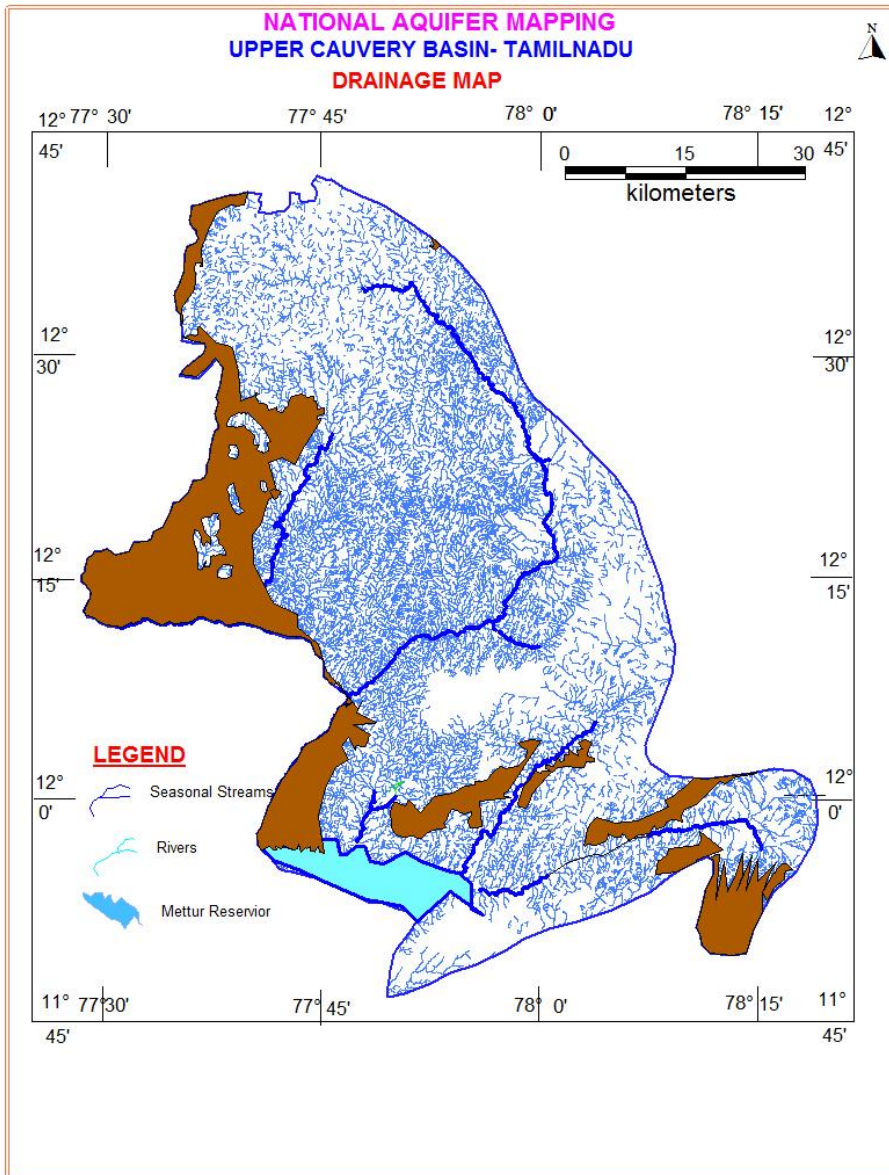 NATIONAL AQUIFER MAPPING
UPPER CAUVERY BASIN- TAMILNADU
DRAINAGE MAP
N
12° 77° 30' 77° 45' 78° 0' 78° 15' 12°
45' 45'
0 15 30
kilometers
12° 12°
30' 30'
12° 12°
15' 15'
LEGEND
12° 12°
0' 0'
Seasonal Streams
Rivers
Mettur Reservior
11° 77° 30' 77° 45' 78° 0' 78° 15' 11°
45' 45'